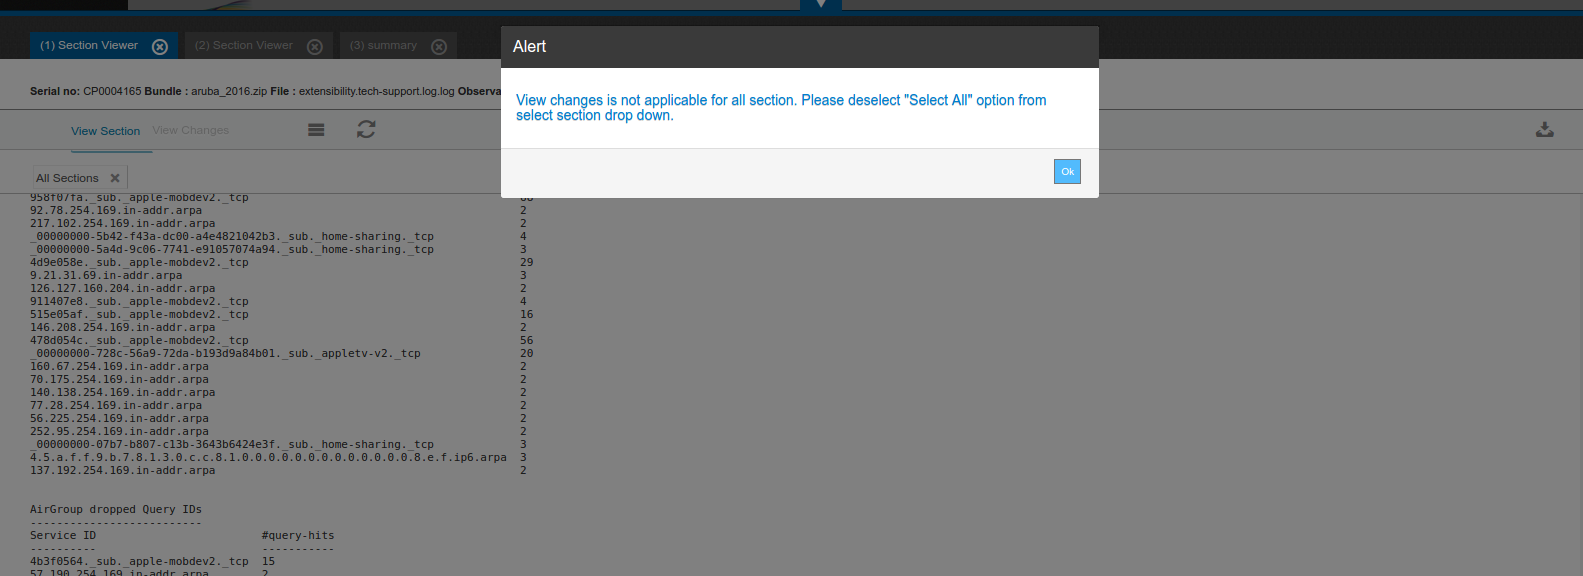 (1) Section Viewer (2) Section Viewer (3) summary
Alert
Serial no: CP0004165 Bundle : aruba_2016.zip File : extensibility.tech-support.log.log Observa
View changes is not applicable for all section. Please deselect "Select All" option from
select section drop down.
View Section View Changes
Ok
All Sections
958f07fa._sub._apple-mobdev2._tcp
92.78.254.169.in-addr.arpa 2
217.102.254.169.in-addr.arpa 2
_00000000-5b42-f43a-dc00-a4e4821042b3._sub._home-sharing._tcp 4
_00000000-5a4d-9c06-7741-e91057074a94._sub._home-sharing._tcp 3
4d9e058e._sub._apple-mobdev2._tcp 29
9.21.31.69.in-addr.arpa 3
126.127.160.204.in-addr.arpa 2
911407e8._sub._apple-mobdev2._tcp 4
515e05af._sub._apple-mobdev2._tcp 16
146.208.254.169.in-addr.arpa 2
478d054c._sub._apple-mobdev2._tcp 56
_00000000-728c-56a9-72da-b193d9a84b01._sub._appletv-v2._tcp 20
160.67.254.169.in-addr.arpa 2
70.175.254.169.in-addr.arpa 2
140.138.254.169.in-addr.arpa 2
77.28.254.169.in-addr.arpa 2
56.225.254.169.in-addr.arpa 2
252.95.254.169.in-addr.arpa 2
_00000000-07b7-b807-c13b-3643b6424e3f._sub._home-sharing._tcp 3
4.5.a.f.f.9.b.7.8.1.3.0.c.c.8.1.0.0.0.0.0.0.0.0.0.0.0.0.0.8.e.f.ip6.arpa 3
137.192.254.169.in-addr.arpa 2
AirGroup dropped Query IDs
--------------------------
Service ID #query-hits
---------- -----------
4b3f0564._sub._apple-mobdev2._tcp 15
57.190.254.169.in-addr.arpa 2